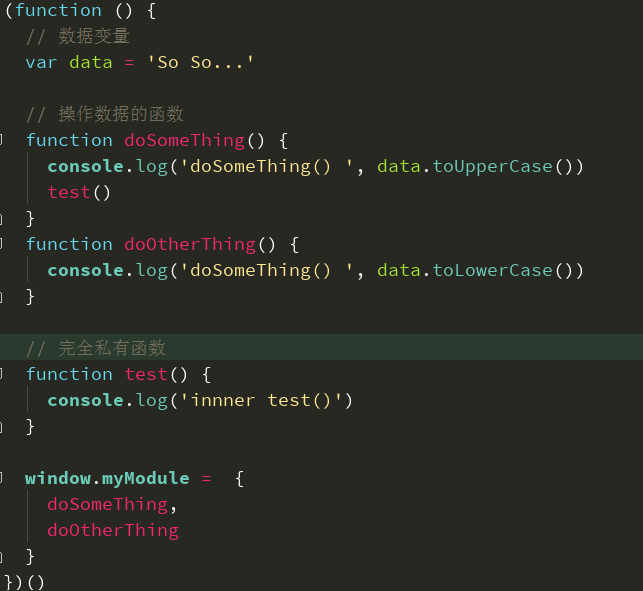 (function () {
  // 数据变量
  var data = 'So So...'
  // 操作数据的函数
  function doSomeThing() {
    console.log('doSomeThing() ', data.toUpperCase())
    test()
  }
  function doOtherThing() {
    console.log('doSomeThing() ', data.toLowerCase())
  }
  // 完全私有函数
  function test() {
    console.log('innner test()')
  }
  window.myModule =  {
    doSomeThing,
    doOtherThing
  }
})()